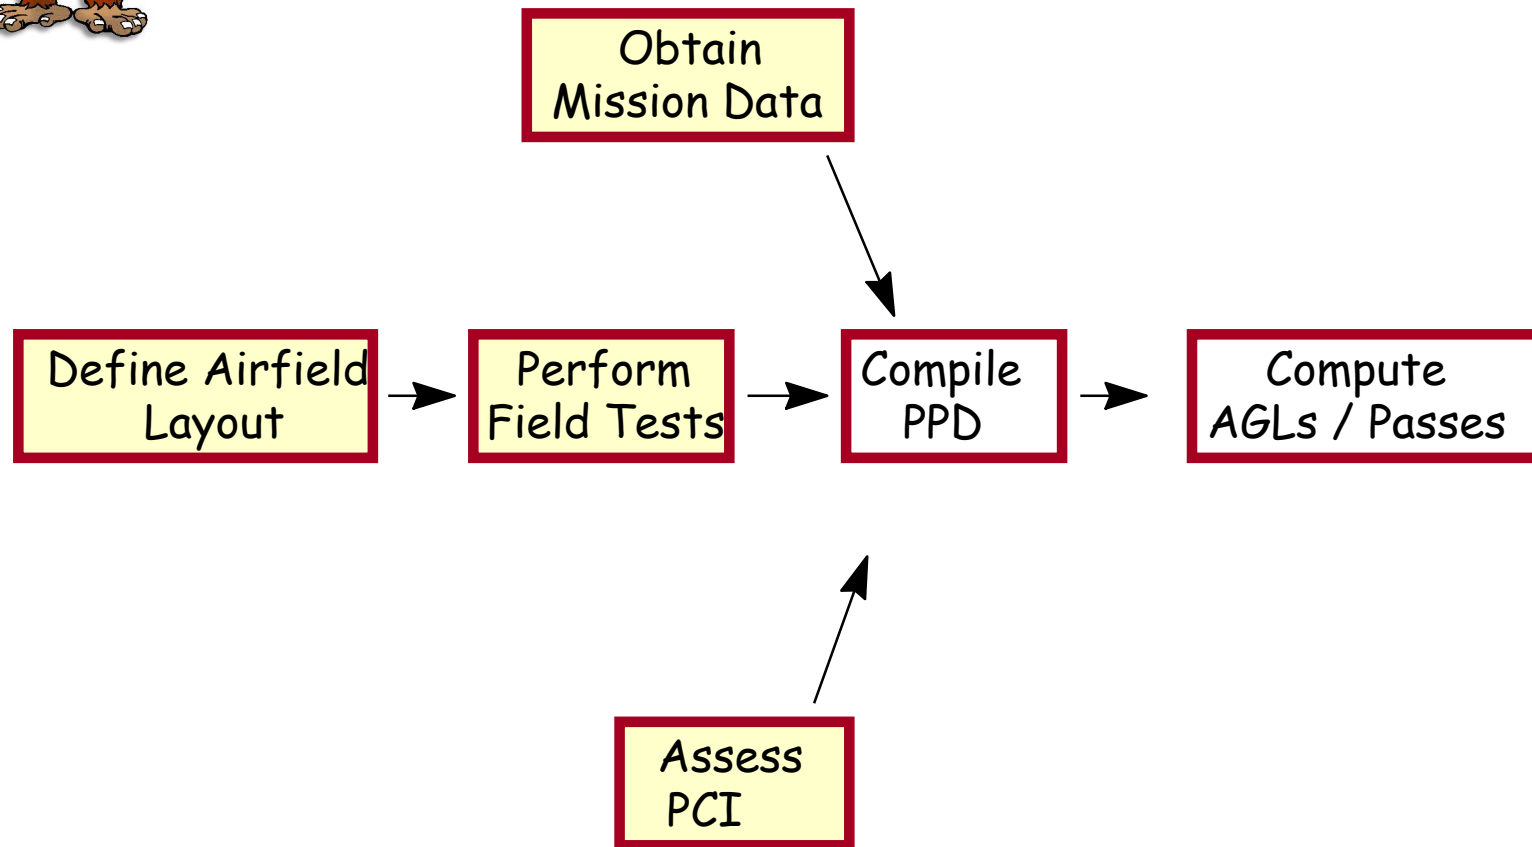 Obtain
Mission Data
Define Airfield
Layout
Perform
Field Tests
Compile
PPD
Compute
AGLs / Passes
Assess
PCI